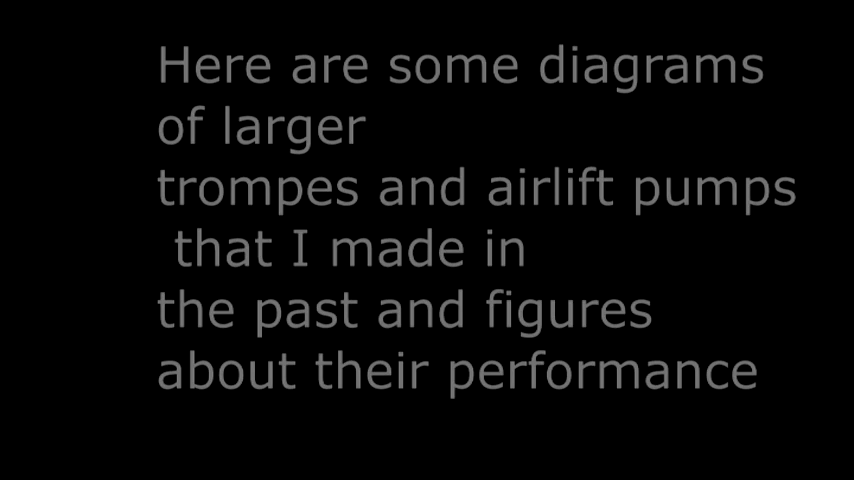 Here are some diagrams
of larger
trompes and airlift pumps
that I made in
the past and figures
about their performance